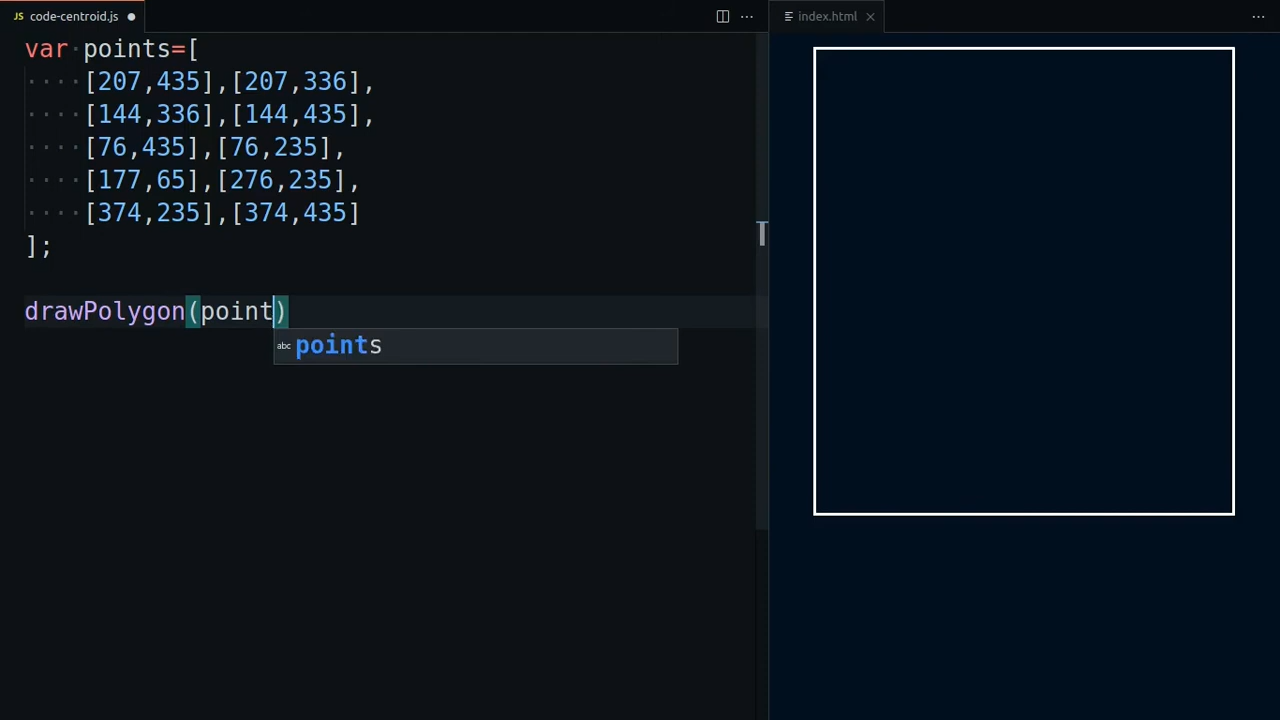 JS code-centroid.js
index.html
var points=[
[207,435],[207,336],
[144,336],[144,435],
[76,435],[76,235],
[177,65],[276,235],
[374,235],[374,435]
];
drawPolygon(point)
abc points